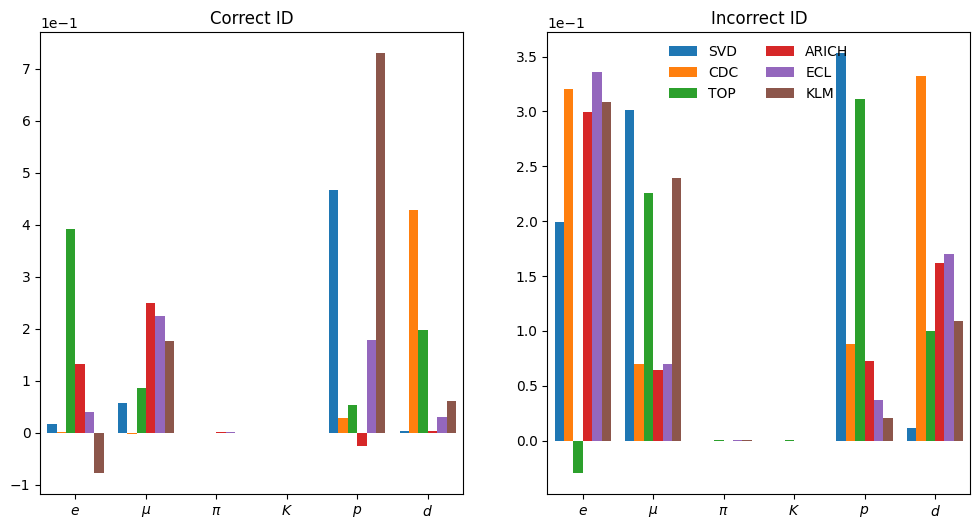 Correct ID
1e−1
7
6
5
4
3
2
1
0
−1
e μ π K p d
Incorrect ID
1e−1
SVD ARICH
CDC ECL
TOP KLM
3.5
3.0
2.5
2.0
1.5
1.0
0.5
0.0
e μ π K p d